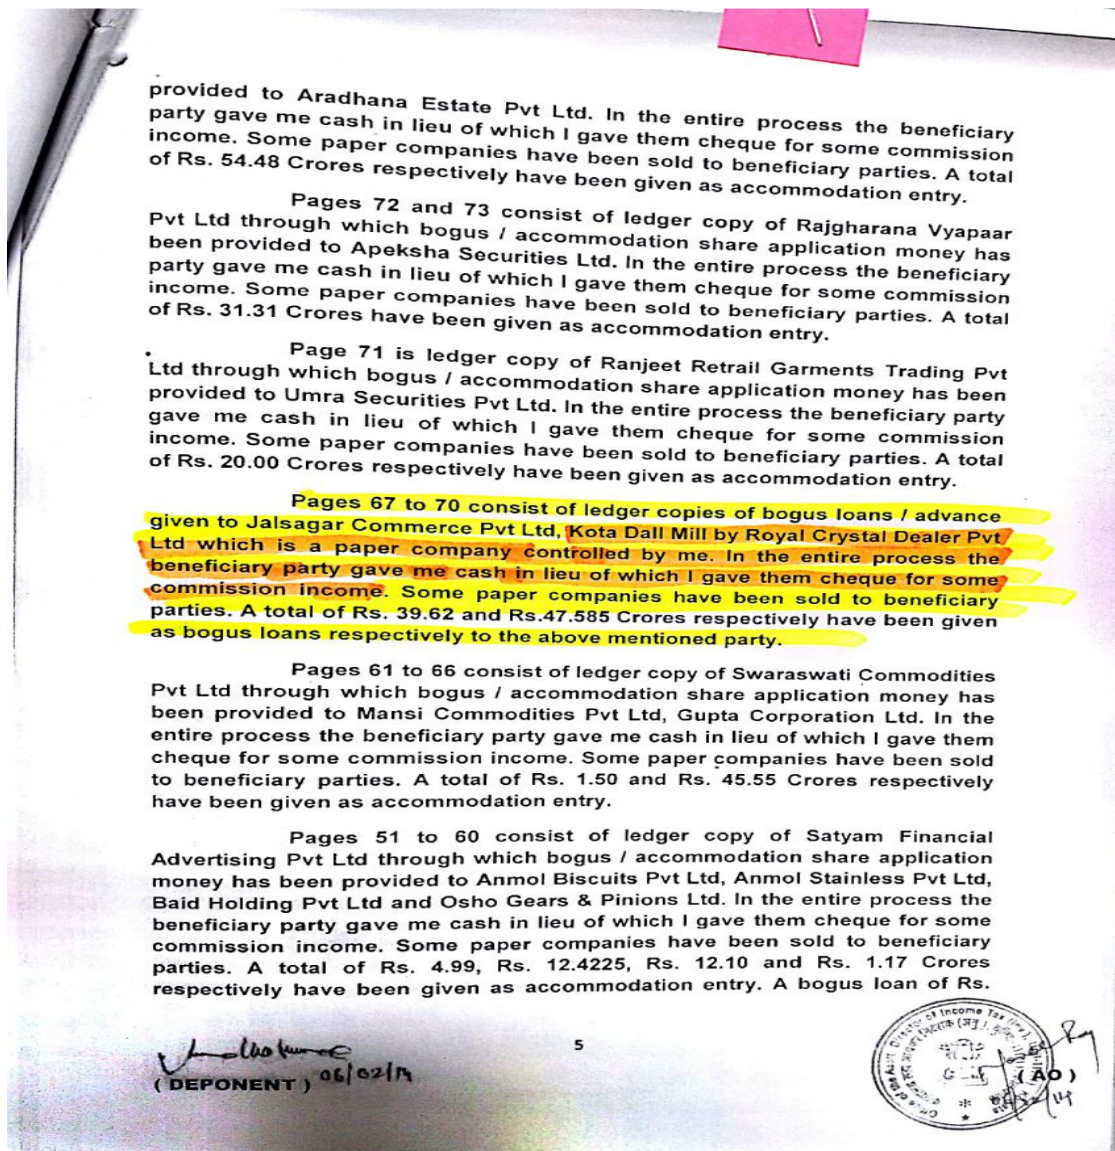 provided to Aradhana Estate Pvt Ltd. In the entire process the beneficiary
party gave me cash in lieu of which I gave them cheque for some commission
income. Some paper companies have been sold to beneficiary parties. A total
of Rs. 54.48 Crores respectively have been given as accommodation entry.
Pages 72 and 73 consist of ledger copy of Rajgharana Vyapaar
Pvt Ltd through which bogus / accommodation share application money has
been provided to Apeksha Securities Ltd. In the entire process the beneficiary
party gave me cash in lieu of which I gave them cheque for some commission
income. Some paper companies have been sold to beneficiary parties. A total
of Rs. 31.31 Crores have been given as accommodation entry.
Page 71 is ledger copy of Ranjeet Retrail Garments Trading Pvt
Ltd through which bogus / accommodation share application money has been
provided to Umra Securities Pvt Ltd. In the entire process the beneficiary party
gave me cash in lieu of which I gave them cheque for some commission
income. Some paper companies have been sold to beneficiary parties. A total
of Rs. 20.00 Crores respectively have been given as accommodation entry.
Pages 67 to 70 consist of ledger copies of bogus loans / advance
given to Jalsagar Commerce Pvt Ltd, Kota Dall Mill by Royal Crystal Dealer Pvt
Ltd which is a paper company controlled by me. In the entire process the
beneficiary party gave me cash in lieu of which I gave them cheque for some
commission income. Some paper companies have been sold to beneficiary
parties. A total of Rs. 39.62 and Rs.47.585 Crores respectively have been given
as bogus loans respectively to the above mentioned party.
Pages 61 to 66 consist of ledger copy of Swaraswati Commodities
Pvt Ltd through which bogus / accommodation share application money has
been provided to Mansi Commodities Pvt Ltd, Gupta Corporation Ltd. In the
entire process the beneficiary party gave me cash in lieu of which I gave them
cheque for some commission income. Some paper companies have been sold
to beneficiary parties. A total of Rs. 1.50 and Rs. 45.55 Crores respectively
have been given as accommodation entry.
Pages 51 to 60 consist of ledger copy of Satyam Financial
Advertising Pvt Ltd through which bogus / accommodation share application
money has been provided to Anmol Biscuits Pvt Ltd, Anmol Stainless Pvt Ltd,
Baid Holding Pvt Ltd and Osho Gears & Pinions Ltd. In the entire process the
beneficiary party gave me cash in lieu of which I gave them cheque for some
commission income. Some paper companies have been sold to beneficiary
parties. A total of Rs. 4.99, Rs. 12.4225, Rs. 12.10 and Rs. 1.17 Crores
respectively have been given as accommodation entry. A bogus loan of Rs.
5
06/02/14
( DEPONENT )
Office of the Asst. Director of Income Tax (Inv)
( AO )